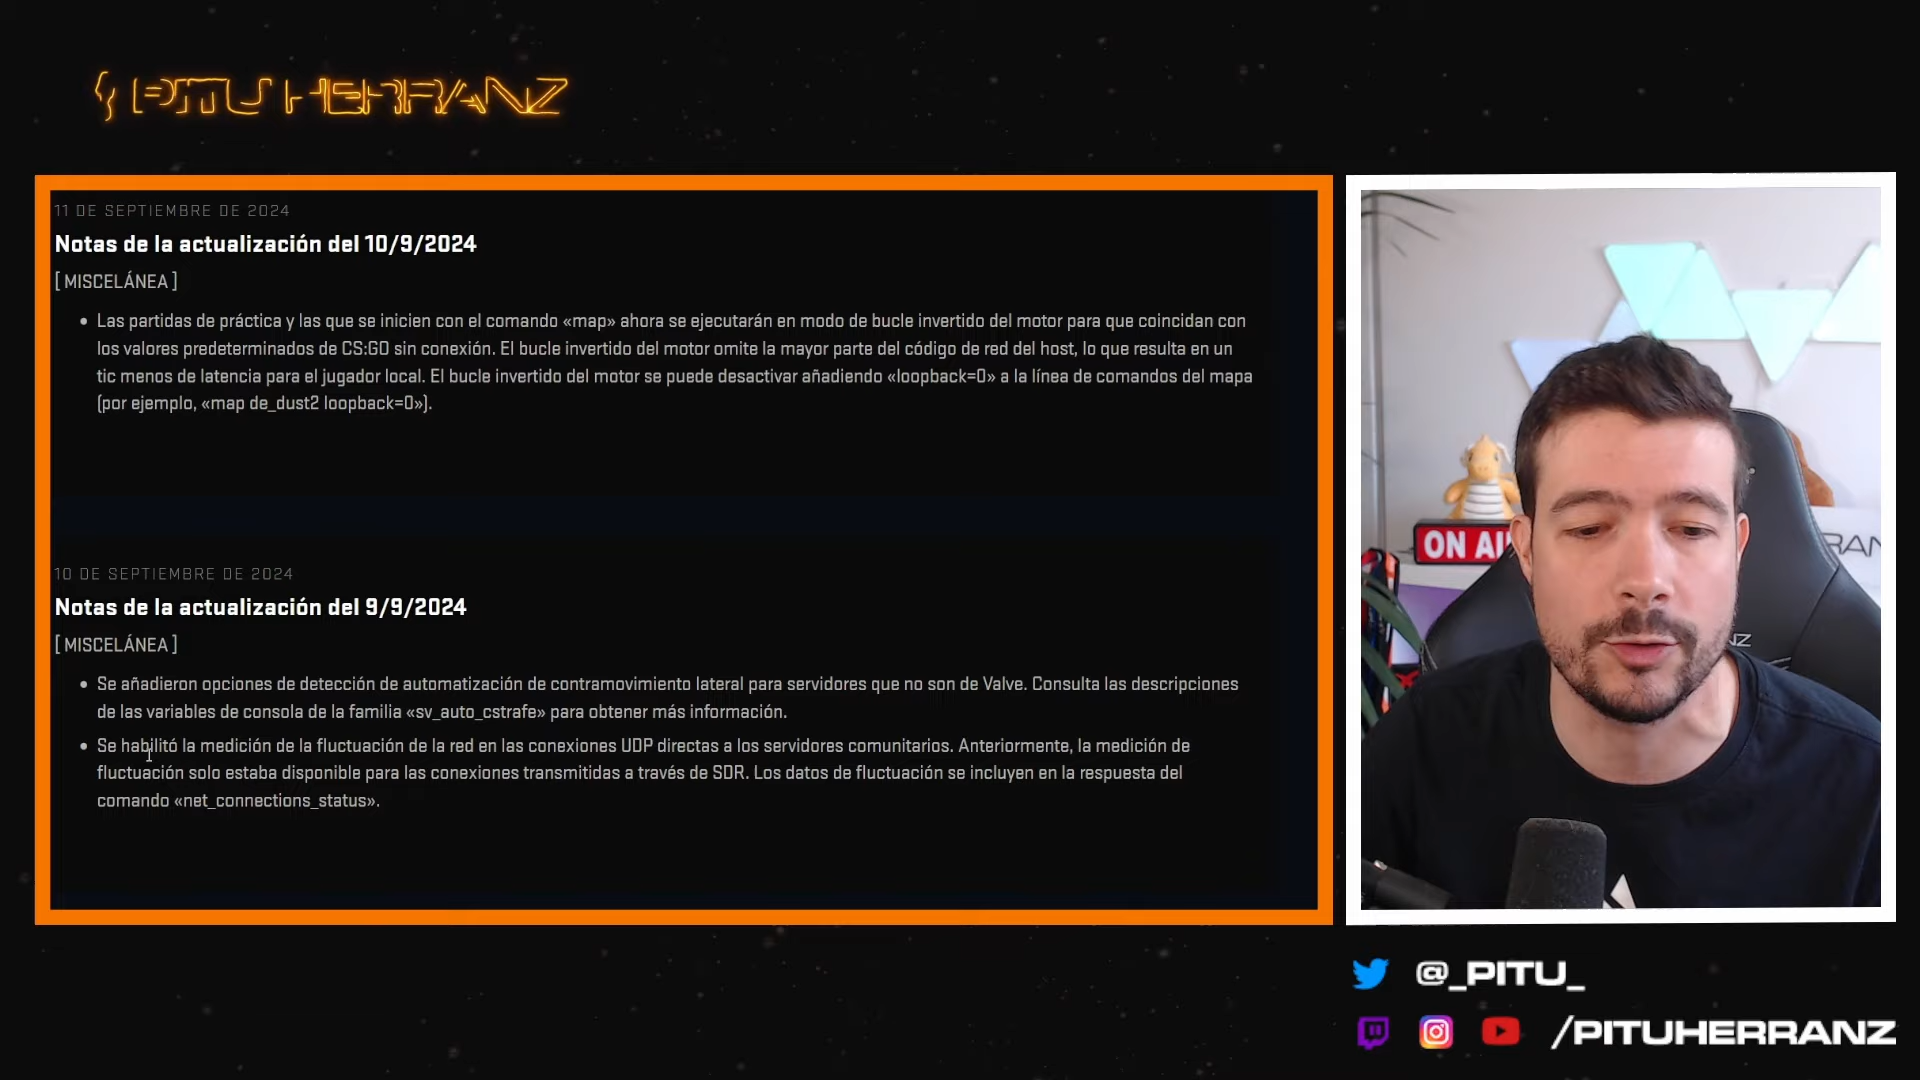 PITU HERRANZ
11 DE SEPTIEMBRE DE 2024
Notas de la actualización del 10/9/2024
[ MISCELÁNEA ]
• Las partidas de práctica y las que se inicien con el comando «map» ahora se ejecutarán en modo de bucle invertido del motor para que coincidan con
los valores predeterminados de CS:GO sin conexión. El bucle invertido del motor omite la mayor parte del código de red del host, lo que resulta en un
tic menos de latencia para el jugador local. El bucle invertido del motor se puede desactivar añadiendo «loopback=0» a la línea de comandos del mapa
(por ejemplo, «map de_dust2 loopback=0»).
10 DE SEPTIEMBRE DE 2024
Notas de la actualización del 9/9/2024
[ MISCELÁNEA ]
• Se añadieron opciones de detección de automatización de contramovimiento lateral para servidores que no son de Valve. Consulta las descripciones
de las variables de consola de la familia «sv_auto_cstrafe» para obtener más información.
• Se habilitó la medición de la fluctuación de la red en las conexiones UDP directas a los servidores comunitarios. Anteriormente, la medición de
fluctuación solo estaba disponible para las conexiones transmitidas a través de SDR. Los datos de fluctuación se incluyen en la respuesta del
comando «net_connections_status».
ON AI
@_PITU_
/PITUHERRANZ